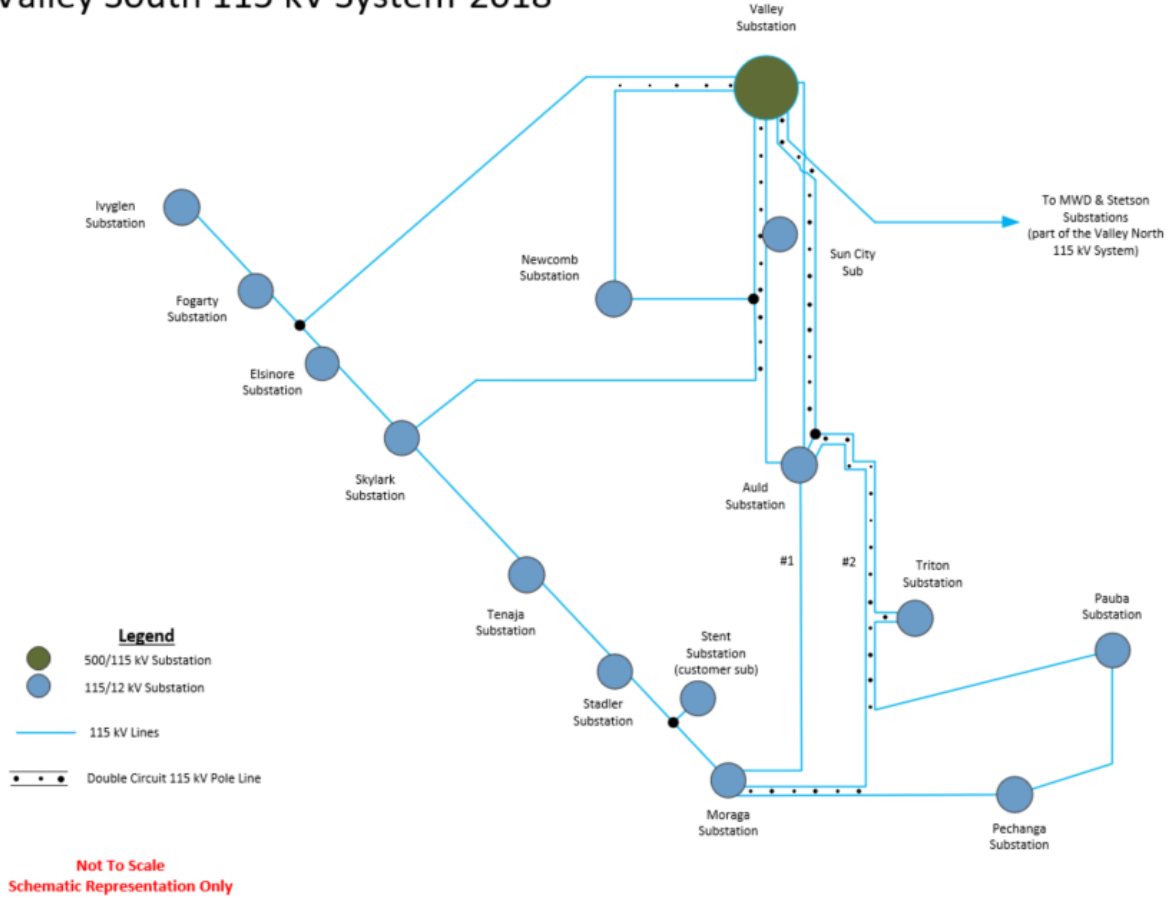 Valley South 115 kV System-2018
Valley
Substation
Ivyglen
Substation
To MWD & Stetson
Substations
(part of the Valley North
115 kV System)
Newcomb
Substation
Sun City
Sub
Fogarty
Substation
Elsinore
Substation
Skylark
Substation
Auld
Substation
#1
#2
Triton
Substation
Pauba
Substation
Tenaja
Substation
Stent
Substation
(customer sub)
Stadler
Substation
Moraga
Substation
Pechanga
Substation
Legend
500/115 kV Substation
115/12 kV Substation
115 kV Lines
Double Circuit 115 kV Pole Line
Not To Scale
Schematic Representation Only